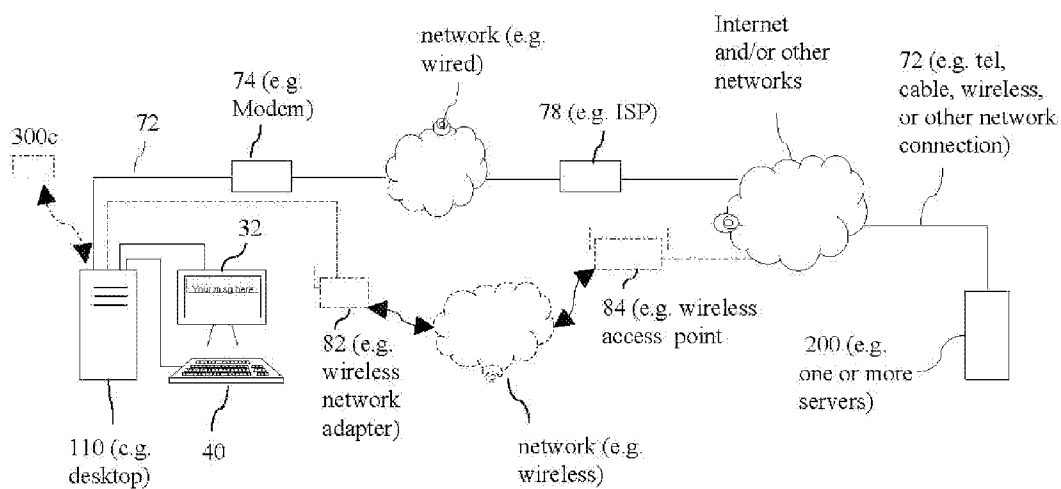 network (e.g.
wired)
Internet
and/or other
networks
72 (e.g. tel,
cable, wireless,
or other network
connection)
74 (e.g.
Modem)
78 (e.g. ISP)
300c
72
32
Your msg here
84 (e.g. wireless
access point
82 (e.g.
wireless
network
adapter)
200 (e.g.
one or more
servers)
110 (e.g.
desktop)
40
network (e.g.
wireless)